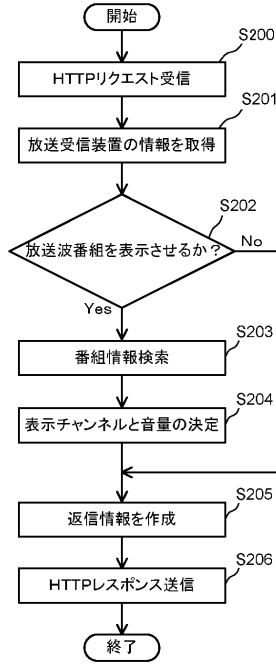 開始
S200
HTTPリクエスト受信
S201
放送受信装置の情報を取得
S202
放送波番組を表示させるか?
No
Yes
S203
番組情報検索
S204
表示チャンネルと音量の決定
S205
返信情報を作成
S206
HTTPレスポンス送信
終了